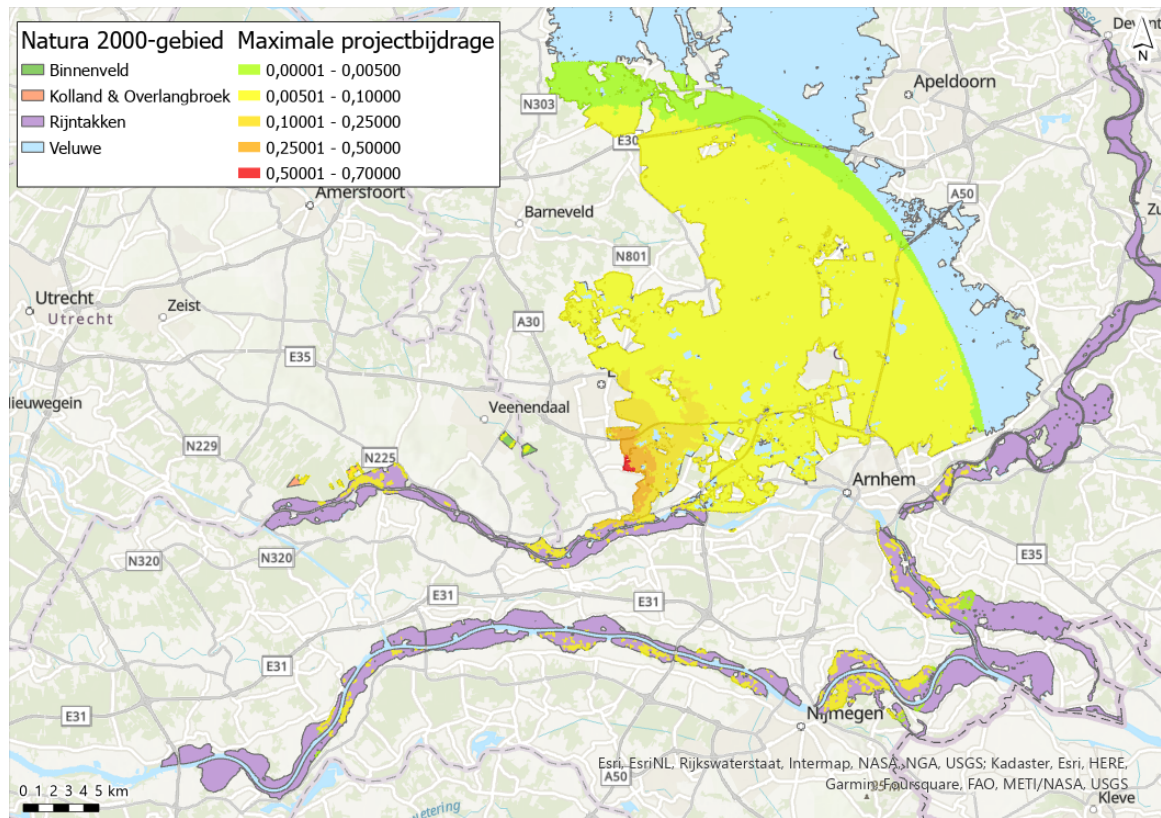 Natura 2000-gebied Maximale projectbijdrage
Binnenveld 0,00001 - 0,00500
Kolland & Overlangbroek 0,00501 - 0,10000
Rijntakken 0,10001 - 0,25000
Veluwe 0,25001 - 0,50000
0,50001 - 0,70000
N
Apeldoorn
N303
E30
Amersfoort
A50
Barneveld
N801
Utrecht
Utrecht
Zeist
A30
E35
Nieuwegein
Veenendaal
N229
N225
Arnhem
N320
N320
E35
E31
E31
E31
E31
Nijmegen
Esri, EsriNL, Rijkswaterstaat, Intermap, NASA, NGA, USGS; Kadaster, Esri, HERE,
A50
Garmin, Foursquare, FAO, METI/NASA, USGS
0 1 2 3 4 5 km
Kleve